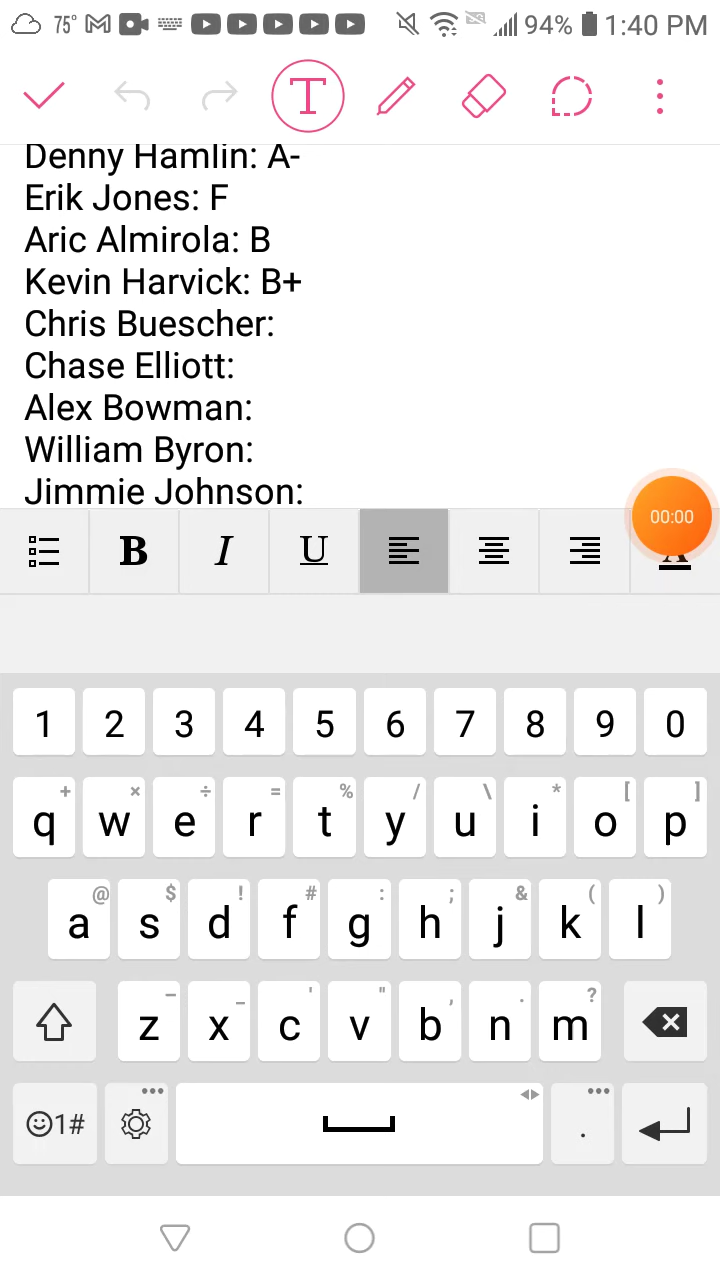 75°
94%
1:40 PM
T
Denny Hamlin: A-
Erik Jones: F
Aric Almirola: B
Kevin Harvick: B+
Chris Buescher:
Chase Elliott:
Alex Bowman:
William Byron:
Jimmie Johnson:
00:00
B I U A
1 2 3 4 5 6 7 8 9 0
+ × ÷ = % / \ * [ ]
q w e r t y u i o p
@ $ ! # : ; & ( )
a s d f g h j k l
– _ ' " , . ?
z x c v b n m
1# .